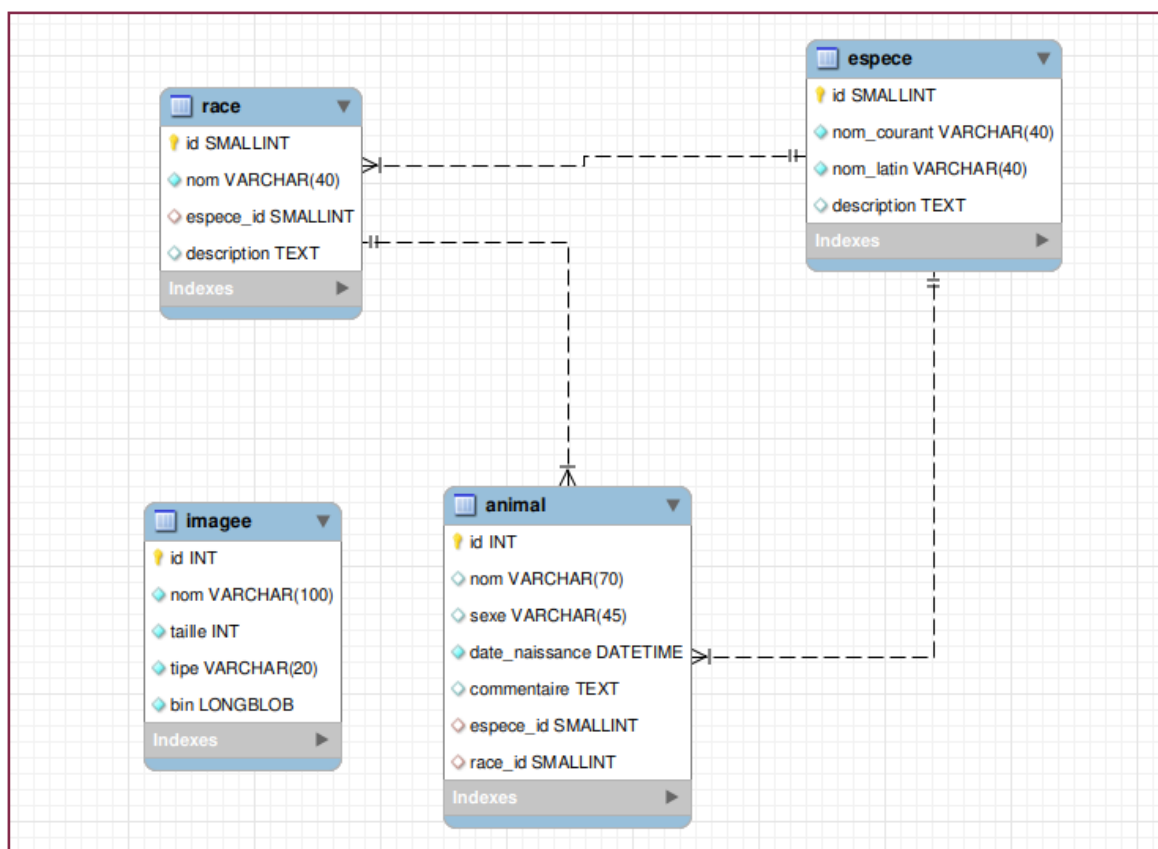 race
id SMALLINT
nom VARCHAR(40)
espece_id SMALLINT
description TEXT
Indexes
espece
id SMALLINT
nom_courant VARCHAR(40)
nom_latin VARCHAR(40)
description TEXT
Indexes
imagee
id INT
nom VARCHAR(100)
taille INT
tipe VARCHAR(20)
bin LONGBLOB
Indexes
animal
id INT
nom VARCHAR(70)
sexe VARCHAR(45)
date_naissance DATETIME
commentaire TEXT
espece_id SMALLINT
race_id SMALLINT
Indexes